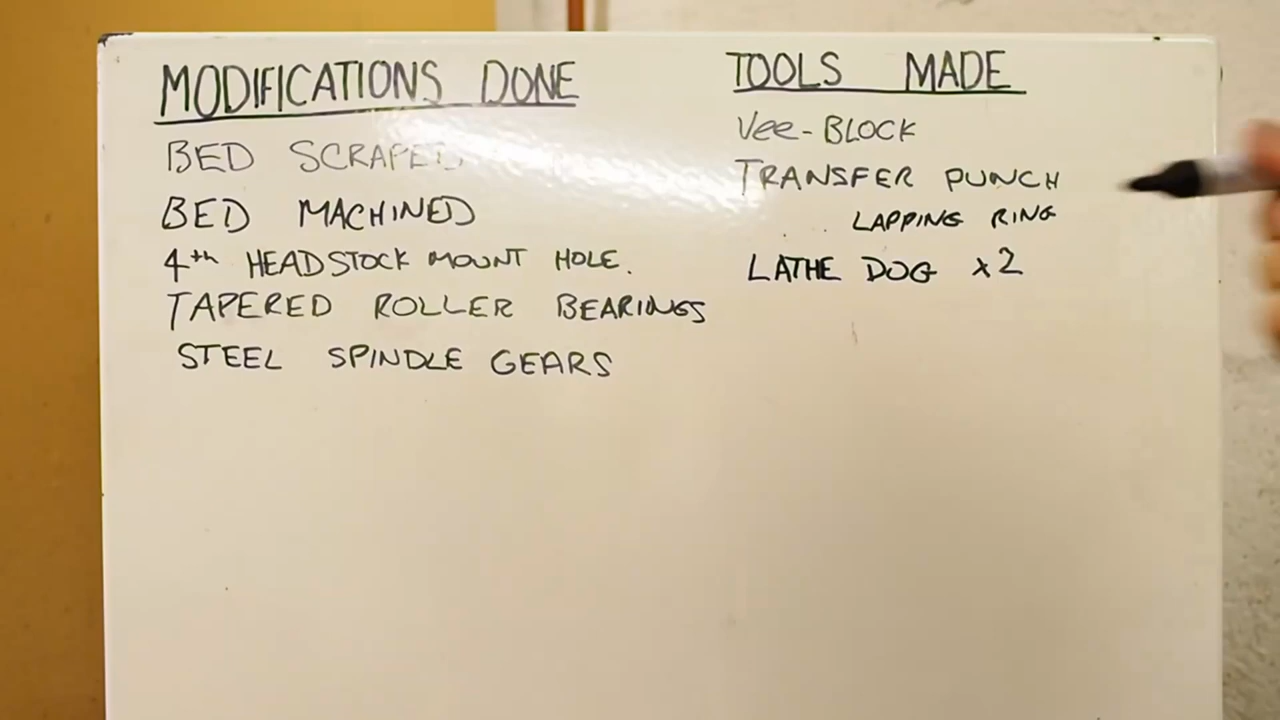 MODIFICATIONS DONE
BED SCRAPED
BED MACHINED
4th HEADSTOCK MOUNT HOLE.
TAPERED ROLLER BEARINGS
STEEL SPINDLE GEARS
TOOLS MADE
Vee-BLOCK
TRANSFER PUNCH
LAPPING RING
LATHE DOG x2